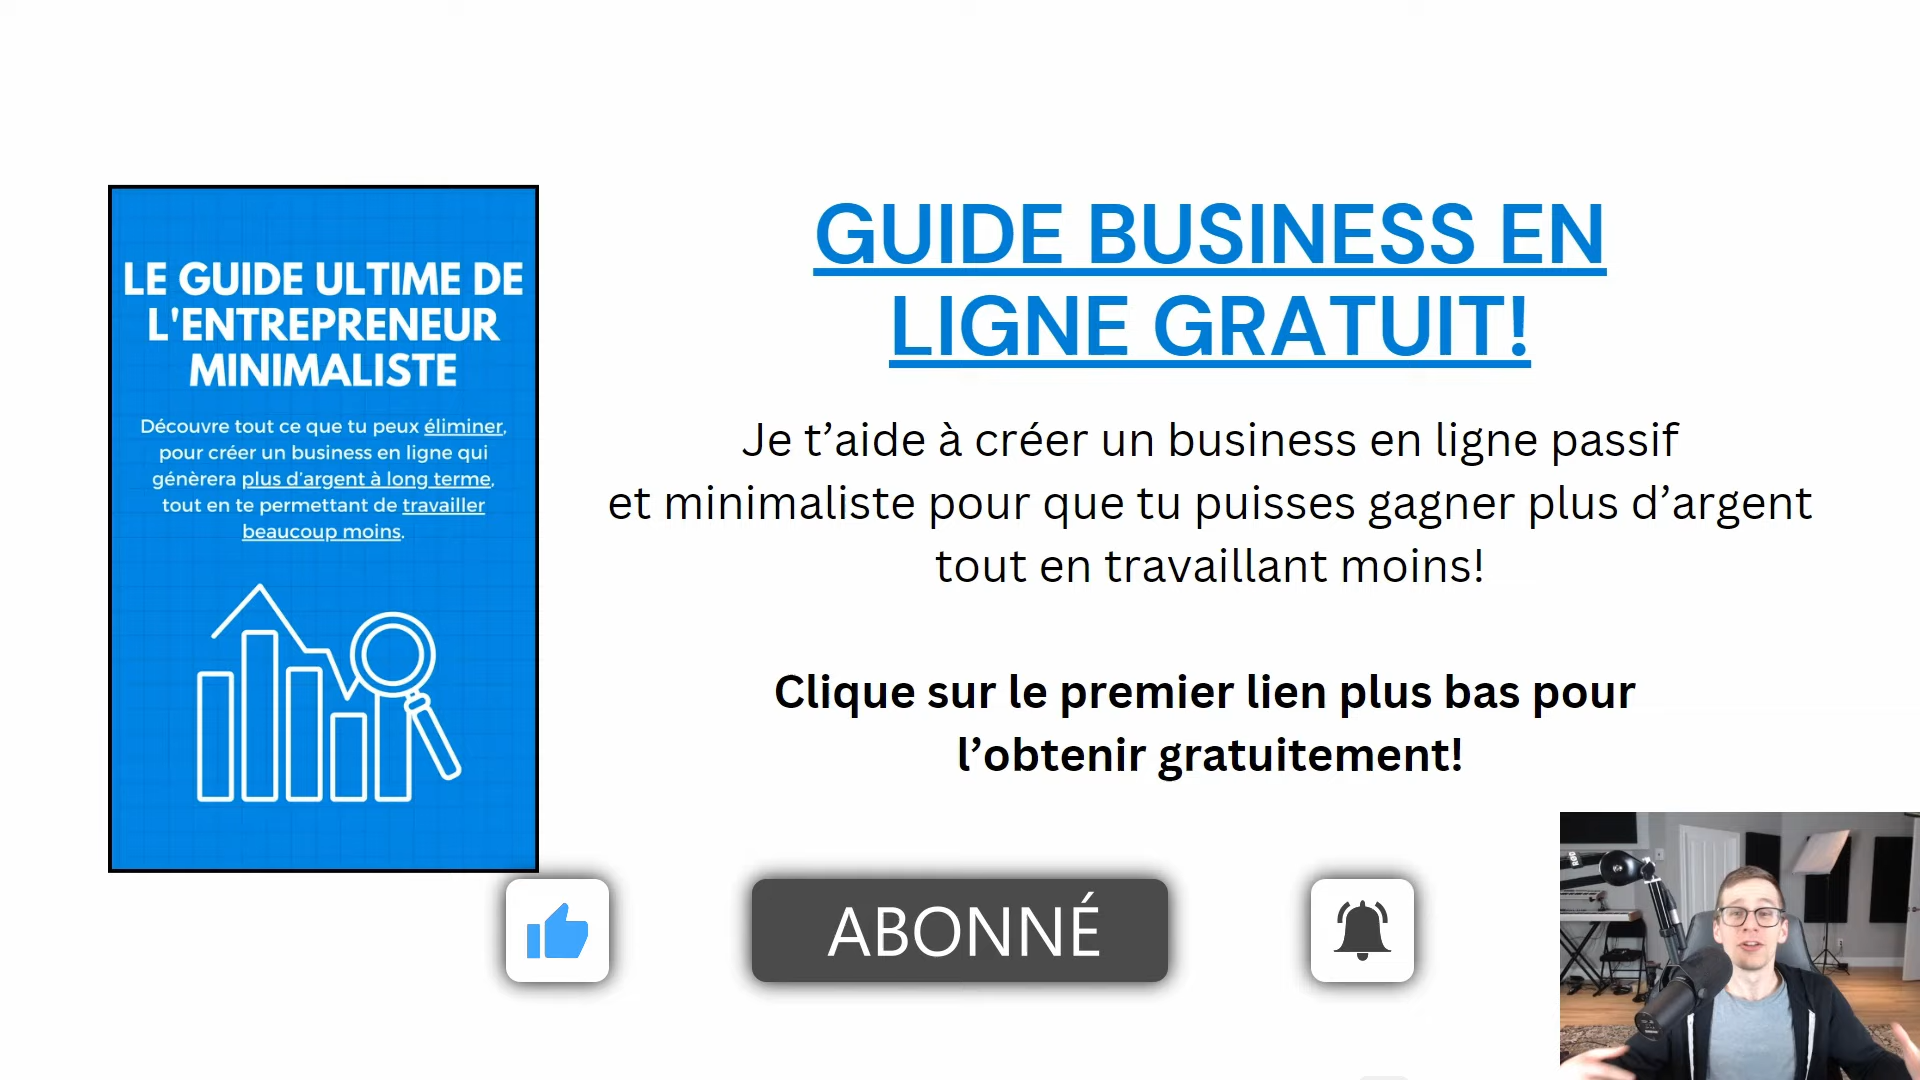 LE GUIDE ULTIME DE
L'ENTREPRENEUR
MINIMALISTE
Découvre tout ce que tu peux éliminer,
pour créer un business en ligne qui
génèrera plus d'argent à long terme,
tout en te permettant de travailler
beaucoup moins.
GUIDE BUSINESS EN
LIGNE GRATUIT!
Je t’aide à créer un business en ligne passif
et minimaliste pour que tu puisses gagner plus d’argent
tout en travaillant moins!
Clique sur le premier lien plus bas pour
l’obtenir gratuitement!
ABONNÉ